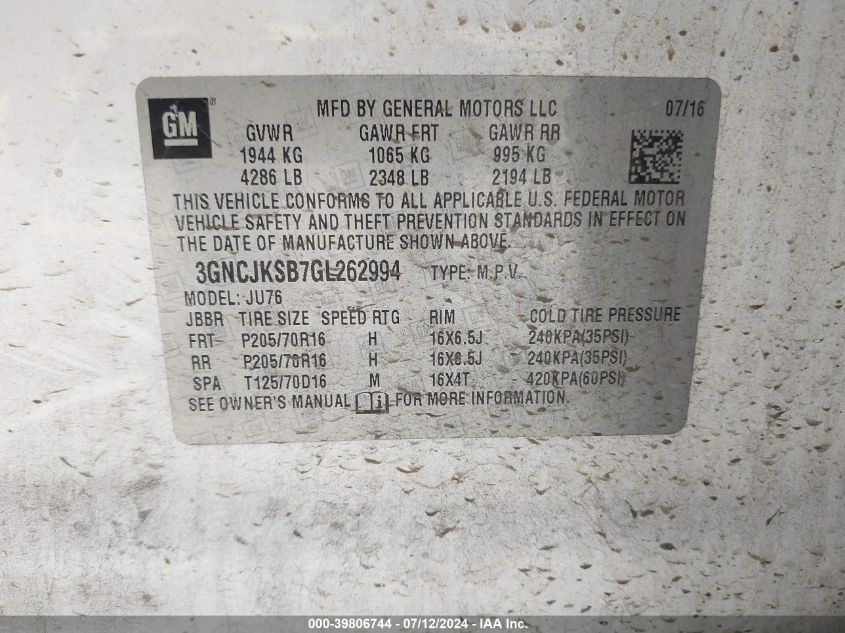 GM ®
MFD BY GENERAL MOTORS LLC 07/16
GVWR GAWR FRT GAWR RR
1944 KG 1065 KG 995 KG
4286 LB 2348 LB 2194 LB
THIS VEHICLE CONFORMS TO ALL APPLICABLE U.S. FEDERAL MOTOR
VEHICLE SAFETY AND THEFT PREVENTION STANDARDS IN EFFECT ON
THE DATE OF MANUFACTURE SHOWN ABOVE.
3GNCJKSB7GL262994 TYPE: M.P.V.
MODEL: JU76
JBBR TIRE SIZE SPEED RTG RIM COLD TIRE PRESSURE
FRT P205/70R16 H 16X6.5J 240KPA(35PSI)
RR P205/70R16 H 16X6.5J 240KPA(35PSI)
SPA T125/70D16 M 16X4T 420KPA(60PSI)
SEE OWNER'S MANUAL FOR MORE INFORMATION.
000-39806744 - 07/12/2024 - IAA Inc.